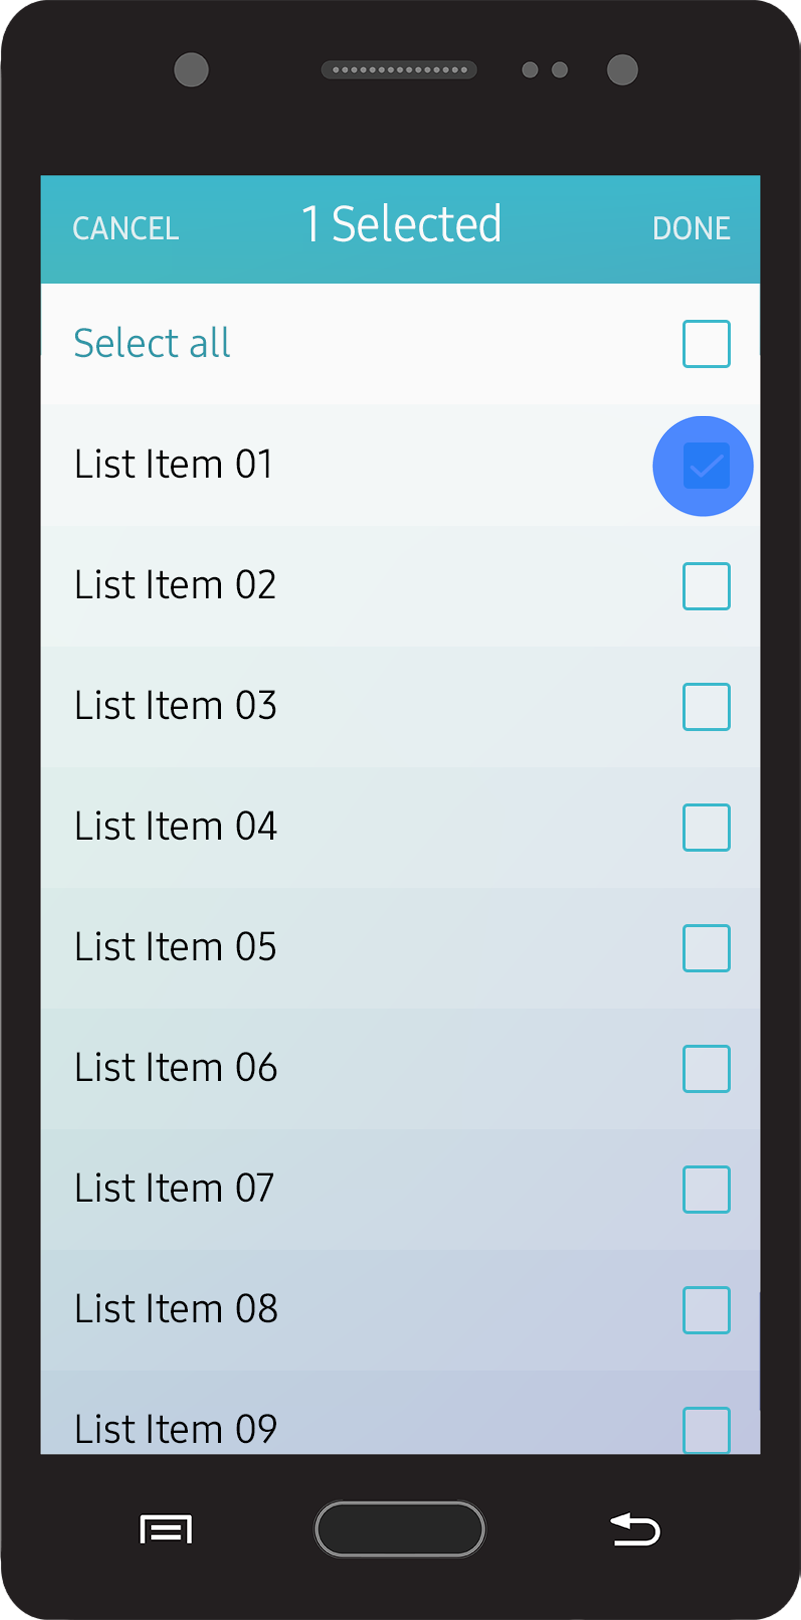 CANCEL 1 Selected DONE
Select all
List Item 01
List Item 02
List Item 03
List Item 04
List Item 05
List Item 06
List Item 07
List Item 08
List Item 09